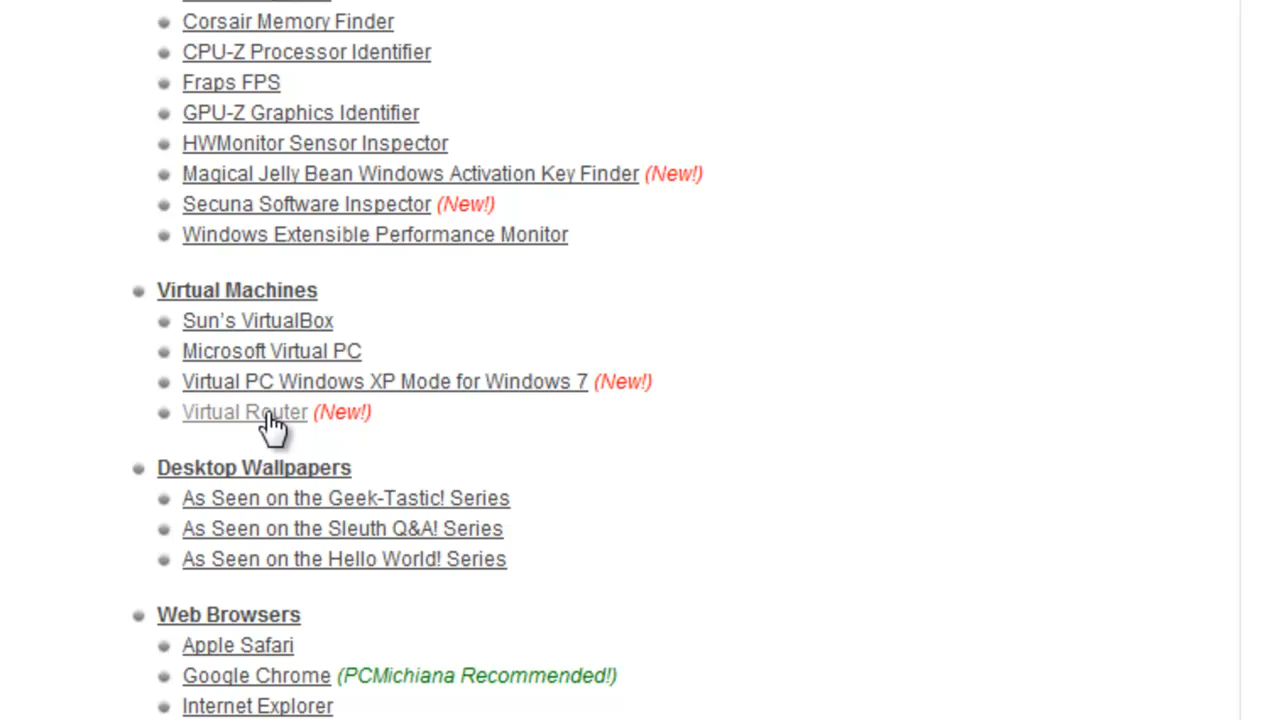 Corsair Memory Finder
CPU-Z Processor Identifier
Fraps FPS
GPU-Z Graphics Identifier
HWMonitor Sensor Inspector
Magical Jelly Bean Windows Activation Key Finder (New!)
Secuna Software Inspector (New!)
Windows Extensible Performance Monitor
Virtual Machines
Sun's VirtualBox
Microsoft Virtual PC
Virtual PC Windows XP Mode for Windows 7 (New!)
Virtual Router (New!)
Desktop Wallpapers
As Seen on the Geek-Tastic! Series
As Seen on the Sleuth Q&A! Series
As Seen on the Hello World! Series
Web Browsers
Apple Safari
Google Chrome (PCMichiana Recommended!)
Internet Explorer